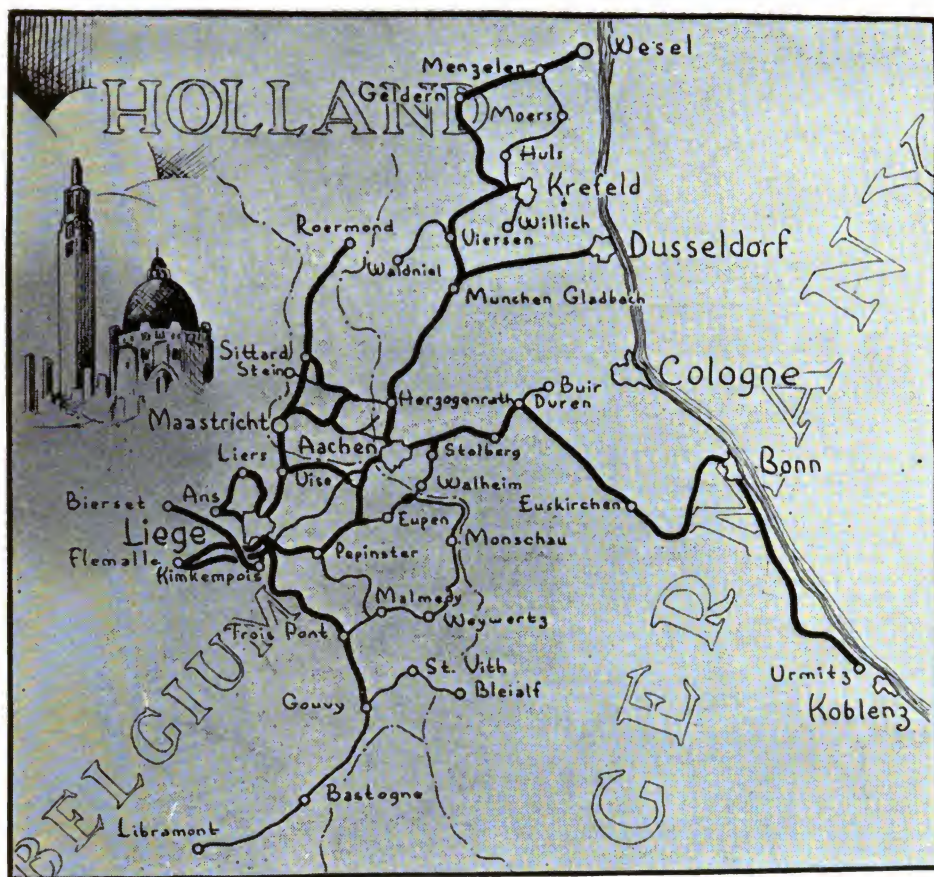 Wesel
Menzelen
Geldern
HOLLAND
Moers
Huls
Krefeld
Willich
Roermond
Viersen
Waldniel
Dusseldorf
Munchen Gladbach
GERMANY
Sittard
Stein
Cologne
Buir
Herzogenrath
Duren
Maastricht
Aachen
Stolberg
Bonn
Liers
Vise
Walheim
Ans
Bierset
Euskirchen
Eupen
Liege
Monschau
Flemalle
Pepinster
Kimkempois
Malmedy
Weywertz
Trois Pont
St. Vith
Urmitz
Bleialf
Gouvy
Koblenz
BELGIUM
Bastogne
Libramont